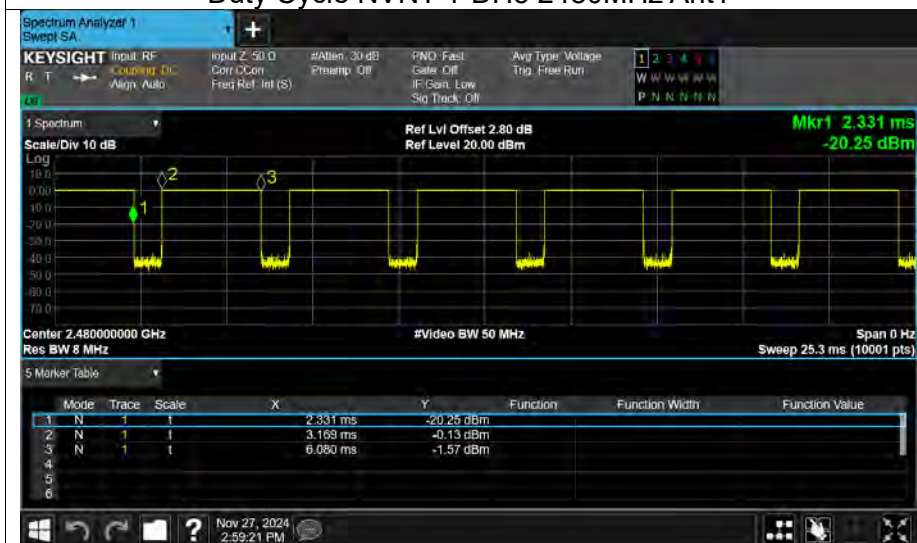 Duty Cycle NVNT 1-DH5 2480MHz Ant1
Spectrum Analyzer 1
Swept SA
+
KEYSIGHT Input: RF Input Z: 50 Ω #Atten: 30 dB PNO: Fast Avg Type: Voltage 1 2 3 4 5 6
R T Coupling: DC Corr CCorr Preamp: Off Gate: Off Trig: Free Run W W W W W W
Align: Auto Freq Ref: Int (S) IF Gain: Low
Sig Track: Off P N N N N N
1 Spectrum
Ref Lvl Offset 2.80 dB Mkr1 2.331 ms
Scale/Div 10 dB Ref Level 20.00 dBm -20.25 dBm
Log
10.0
0.00
2
3
1
Center 2.480000000 GHz #Video BW 50 MHz Span 0 Hz
Res BW 8 MHz Sweep 25.3 ms (10001 pts)
5 Marker Table
Mode Trace Scale X Y Function Function Width Function Value
1 N 1 t 2.331 ms -20.25 dBm
2 N 1 t 3.169 ms -0.13 dBm
3 N 1 t 6.080 ms -1.57 dBm
4
5
6
? Nov 27, 2024
2:59:21 PM